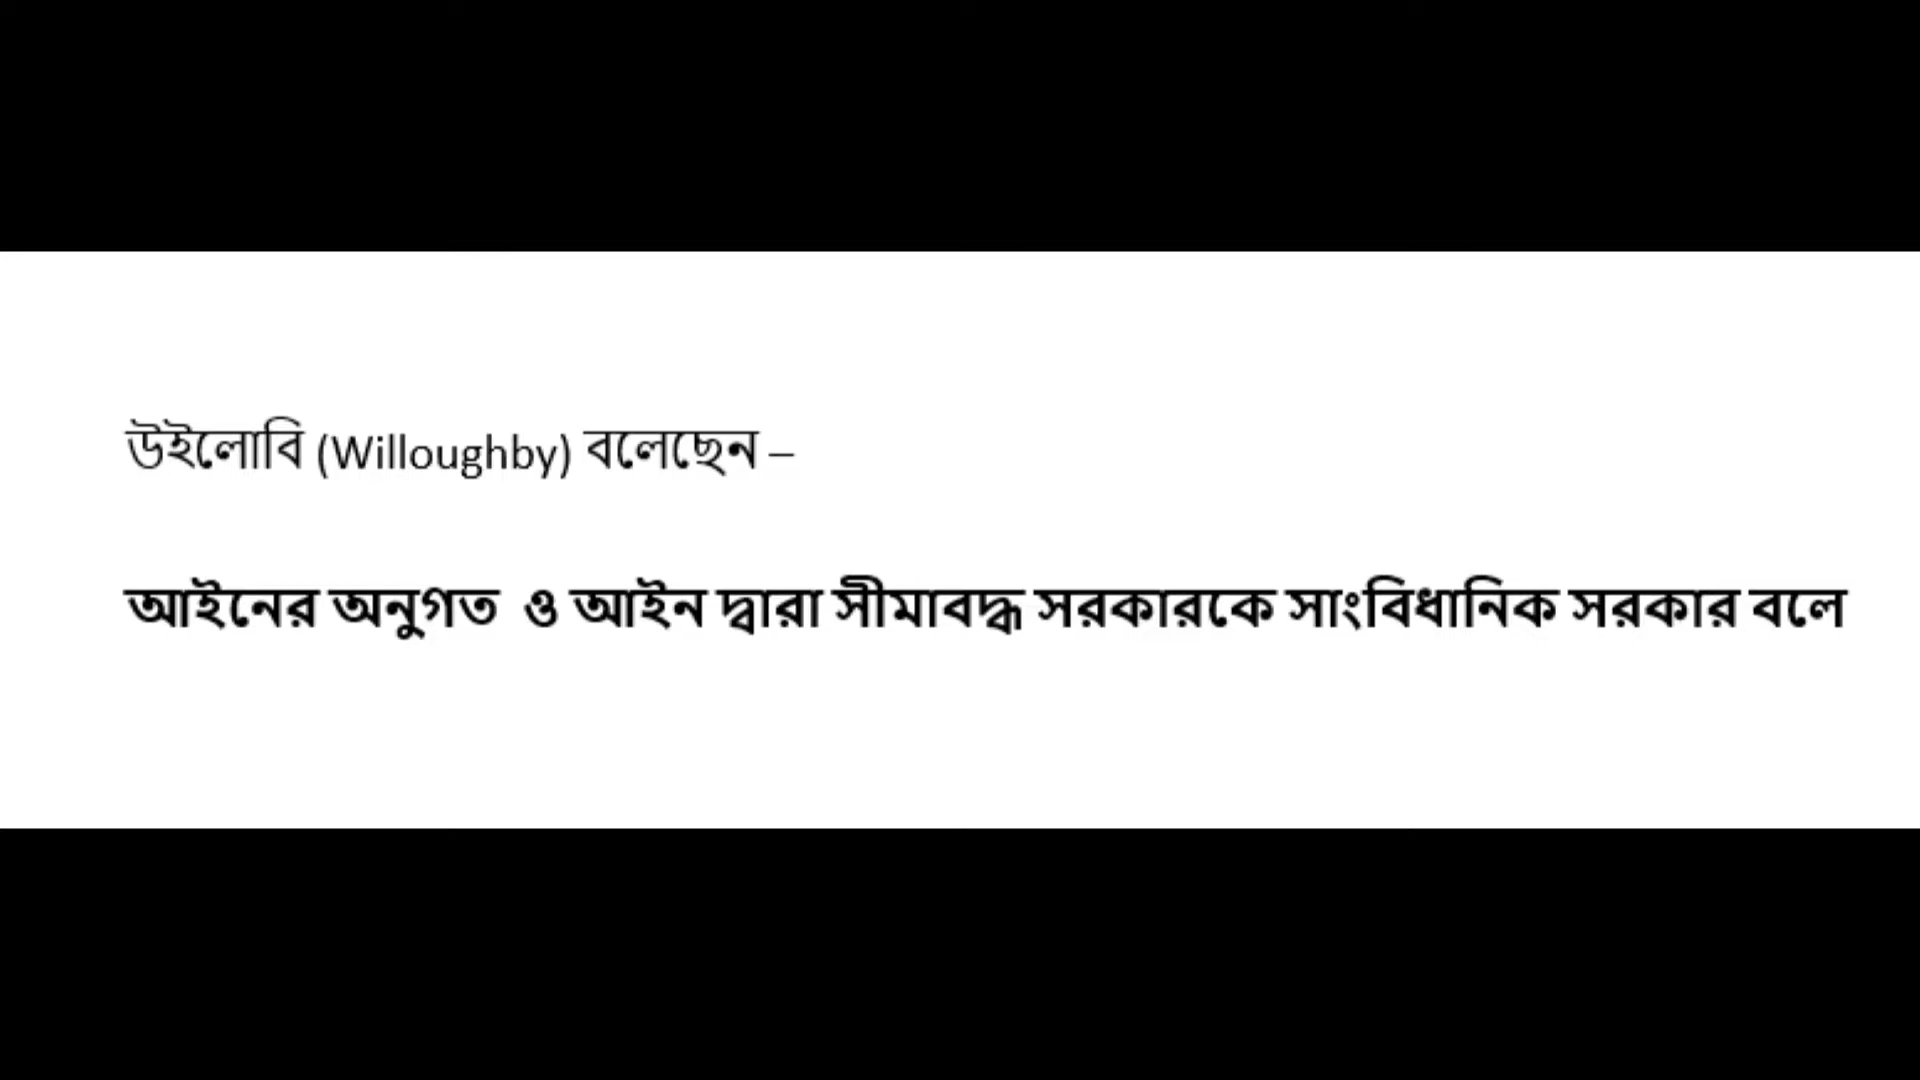 উইলোবি (Willoughby) বলেছেন –
আইনের অনুগত ও আইন দ্বারা সীমাবদ্ধ সরকারকে সাংবিধানিক সরকার বলে